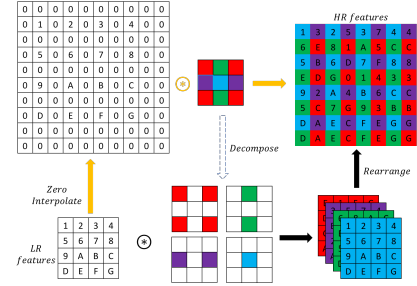 0 0 0 0 0 0 0 0 0 0
0 1 0 2 0 3 0 4 0 0
0 0 0 0 0 0 0 0 0 0
0 5 0 6 0 7 0 8 0 0
0 0 0 0 0 0 0 0 0 0
0 9 0 A 0 B 0 C 0 0
0 0 0 0 0 0 0 0 0 0
0 D 0 E 0 F 0 G 0 0
0 0 0 0 0 0 0 0 0 0
0 0 0 0 0 0 0 0 0 0
HR features
1 3 2 5 3 7 4 4
6 E 8 1 A 5 C C
5 B 6 D 7 F 8 8
E D G 0 1 4 3 3
9 2 A 4 B 6 C C
D A E C F E G G
Decompose
Rearrange
Zero
Interpolate
LR
features
1 2 3 4
5 6 7 8
9 A B C
D E F G
1 2 3 4
5 6 7 8
9 A B C
D E F G